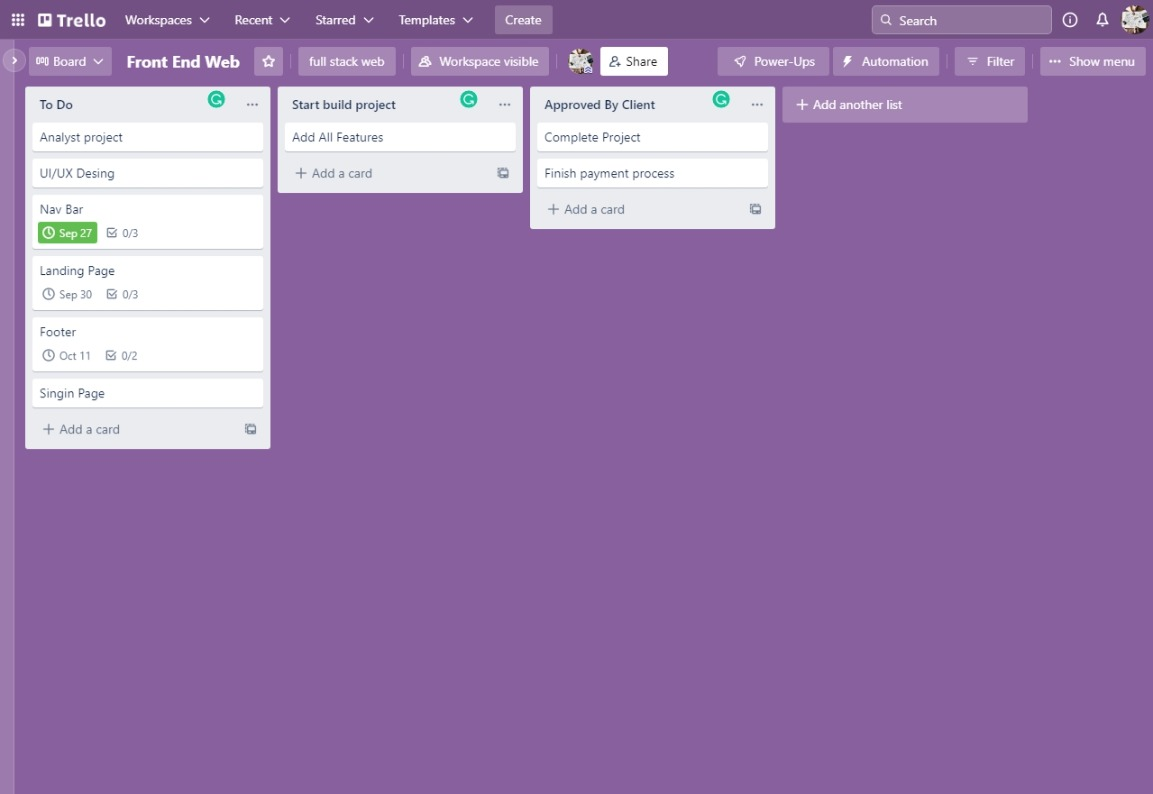 Trello Workspaces Recent Starred Templates Create Search
Board Front End Web full stack web Workspace visible Share Power-Ups Automation Filter Show menu
To Do
Analyst project
UI/UX Desing
Nav Bar
Sep 27 0/3
Landing Page
Sep 30 0/3
Footer
Oct 11 0/2
Singin Page
+ Add a card
Start build project
Add All Features
+ Add a card
Approved By Client
Complete Project
Finish payment process
+ Add a card
+ Add another list